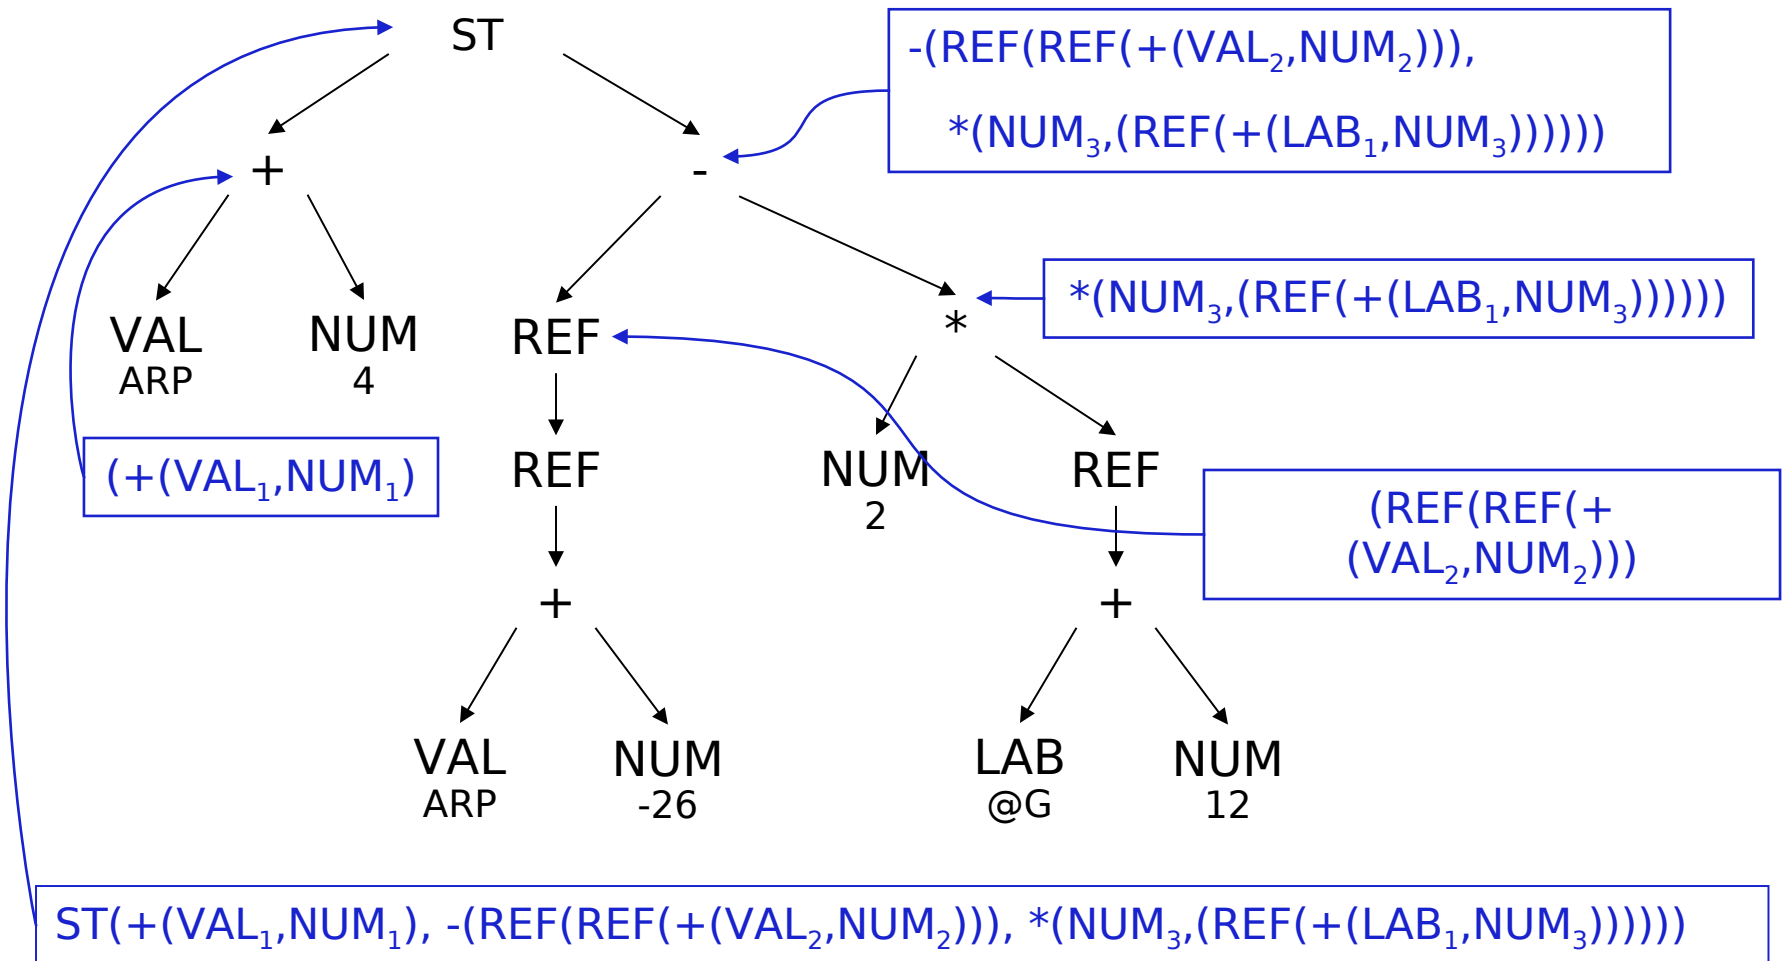 ST
-(REF(REF(+(VAL₂,NUM₂))),
*(NUM₃,(REF(+(LAB₁,NUM₃))))))
+
-
*(NUM₃,(REF(+(LAB₁,NUM₃))))))
VAL
ARP
NUM
4
REF
*
(+(VAL₁,NUM₁)
REF
NUM
2
REF
(REF(REF(+
(VAL₂,NUM₂)))
+
+
VAL
ARP
NUM
-26
LAB
@G
NUM
12
ST(+(VAL₁,NUM₁), -(REF(REF(+(VAL₂,NUM₂))), *(NUM₃,(REF(+(LAB₁,NUM₃))))))